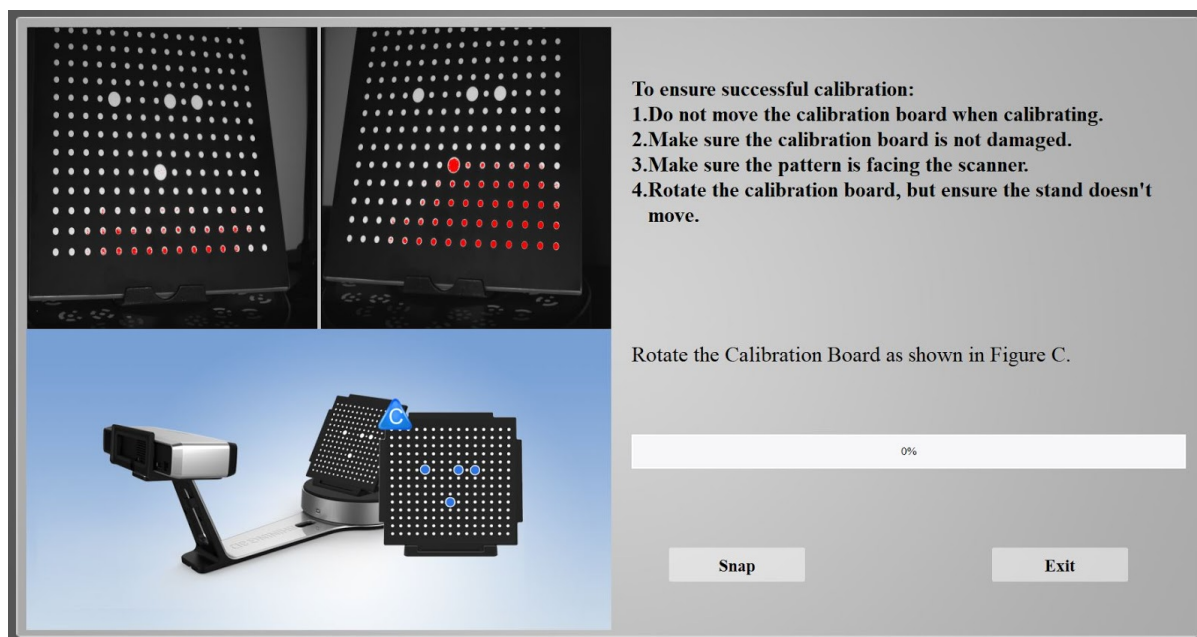 To ensure successful calibration:
1.Do not move the calibration board when calibrating.
2.Make sure the calibration board is not damaged.
3.Make sure the pattern is facing the scanner.
4.Rotate the calibration board, but ensure the stand doesn't
move.
Rotate the Calibration Board as shown in Figure C.
C
0%
Snap
Exit